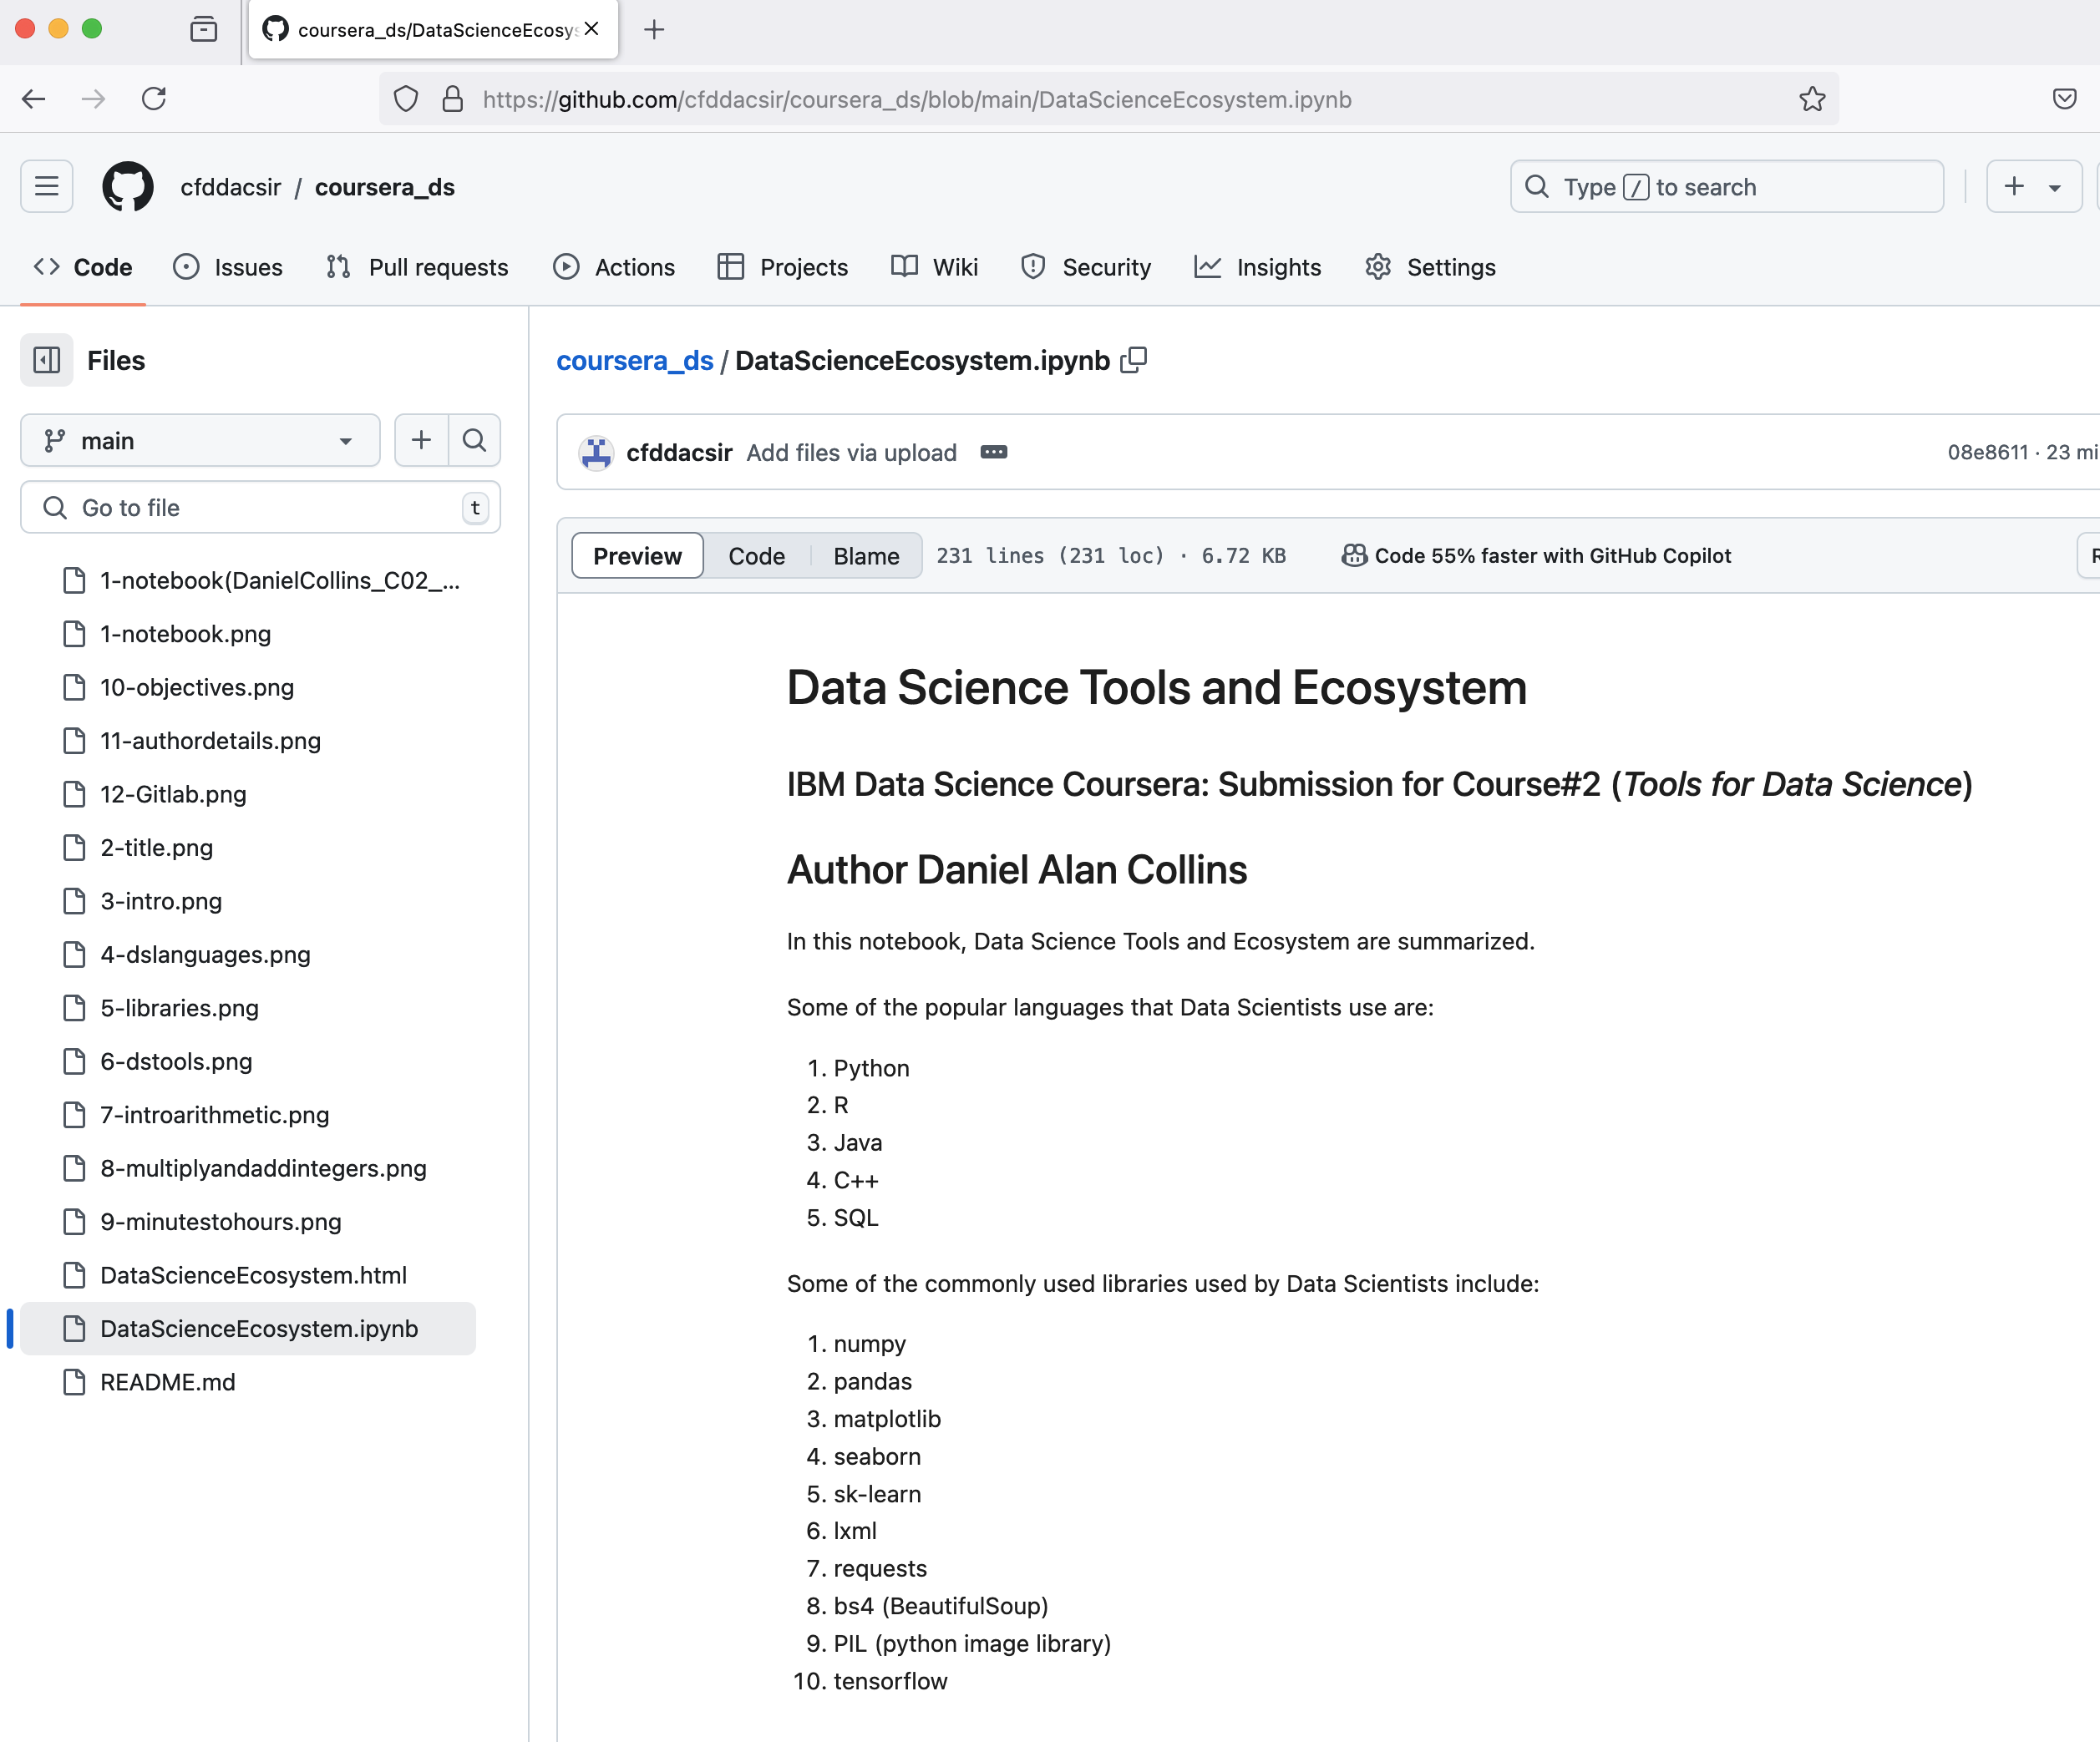 coursera_ds/DataScienceEcosys
https://github.com/cfddacsir/coursera_ds/blob/main/DataScienceEcosystem.ipynb
cfddacsir / coursera_ds
Type / to search
Code Issues Pull requests Actions Projects Wiki Security Insights Settings
Files
main
Go to file t
1-notebook(DanielCollins_C02_...
1-notebook.png
10-objectives.png
11-authordetails.png
12-Gitlab.png
2-title.png
3-intro.png
4-dslanguages.png
5-libraries.png
6-dstools.png
7-introarithmetic.png
8-multiplyandaddintegers.png
9-minutestohours.png
DataScienceEcosystem.html
DataScienceEcosystem.ipynb
README.md
coursera_ds / DataScienceEcosystem.ipynb
cfddacsir Add files via upload
08e8611 · 23 mi
Preview Code Blame 231 lines (231 loc) · 6.72 KB Code 55% faster with GitHub Copilot
Data Science Tools and Ecosystem
IBM Data Science Coursera: Submission for Course#2 (Tools for Data Science)
Author Daniel Alan Collins
In this notebook, Data Science Tools and Ecosystem are summarized.
Some of the popular languages that Data Scientists use are:
1. Python
2. R
3. Java
4. C++
5. SQL
Some of the commonly used libraries used by Data Scientists include:
1. numpy
2. pandas
3. matplotlib
4. seaborn
5. sk-learn
6. lxml
7. requests
8. bs4 (BeautifulSoup)
9. PIL (python image library)
10. tensorflow